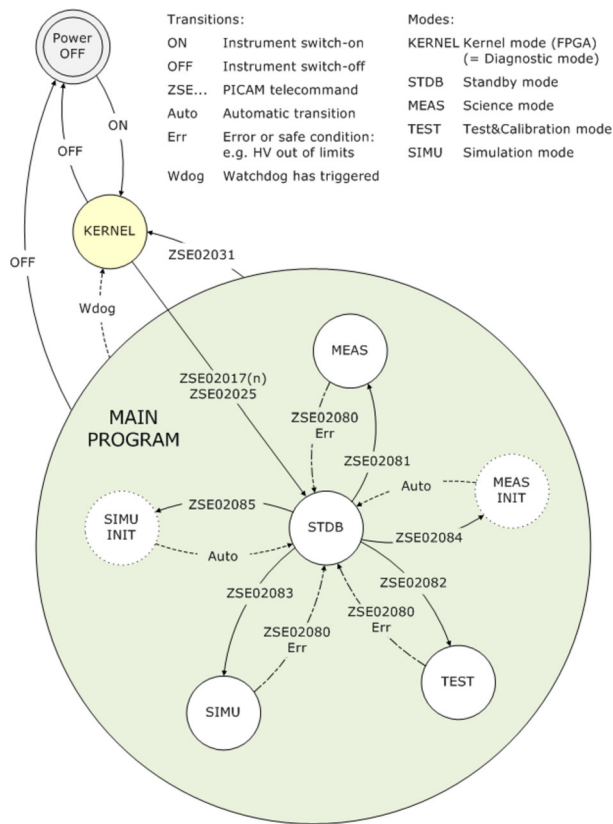 Power
OFF
Transitions:
ON Instrument switch-on
OFF Instrument switch-off
ZSE... PICAM telecommand
Auto Automatic transition
Err Error or safe condition:
e.g. HV out of limits
Wdog Watchdog has triggered
Modes:
KERNEL Kernel mode (FPGA)
(= Diagnostic mode)
STDB Standby mode
MEAS Science mode
TEST Test&Calibration mode
SIMU Simulation mode
ON
OFF
KERNEL
ZSE02031
OFF
Wdog
MEAS
ZSE02017(n)
ZSE02025
MAIN
PROGRAM
ZSE02080
Err
ZSE02081
MEAS
INIT
Auto
SIMU
INIT
ZSE02085
STDB
ZSE02084
Auto
ZSE02083
ZSE02082
ZSE02080
Err
ZSE02080
Err
SIMU
TEST